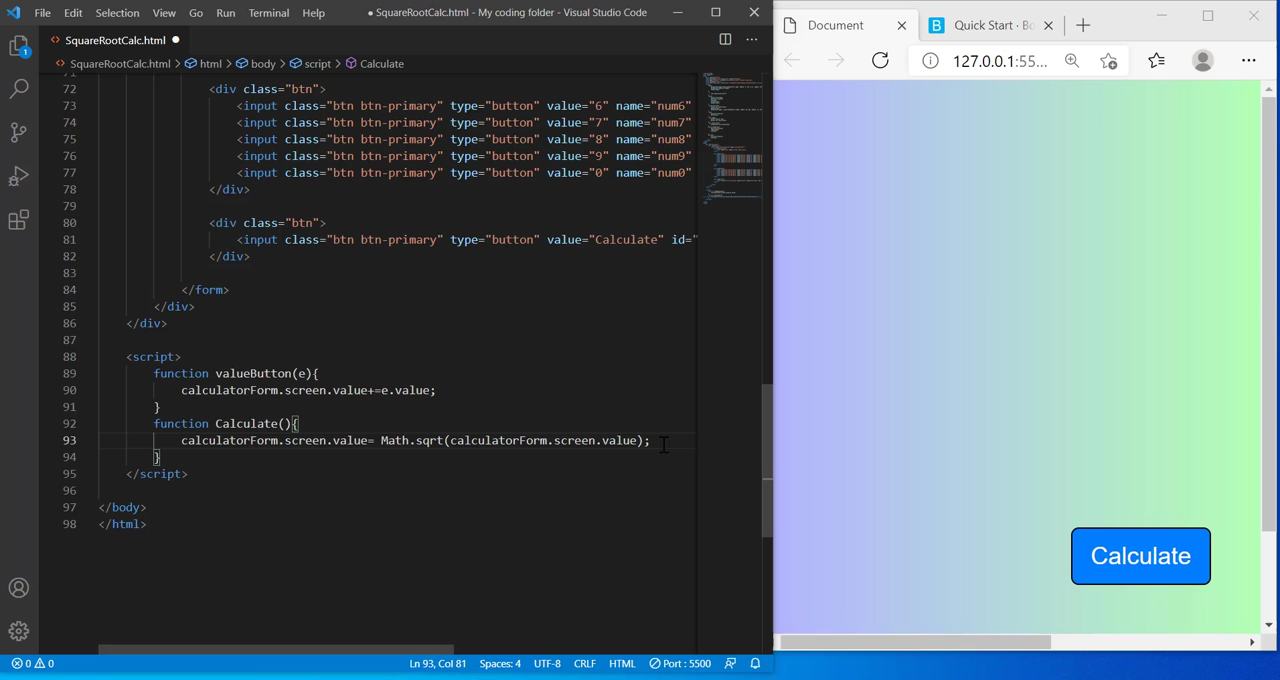 File Edit Selection View Go Run Terminal Help ● SquareRootCalc.html - My coding folder - Visual Studio Code
1
<> SquareRootCalc.html ●
<> SquareRootCalc.html > html > body > script > Calculate
71
72 <div class="btn">
73 <input class="btn btn-primary" type="button" value="6" name="num6"
74 <input class="btn btn-primary" type="button" value="7" name="num7"
75 <input class="btn btn-primary" type="button" value="8" name="num8"
76 <input class="btn btn-primary" type="button" value="9" name="num9"
77 <input class="btn btn-primary" type="button" value="0" name="num0"
78 </div>
79
80 <div class="btn">
81 <input class="btn btn-primary" type="button" value="Calculate" id="
82 </div>
83
84 </form>
85 </div>
86 </div>
87
88 <script>
89 function valueButton(e){
90 calculatorForm.screen.value+=e.value;
91 }
92 function Calculate(){
93 calculatorForm.screen.value= Math.sqrt(calculatorForm.screen.value);
94 }
95 </script>
96
97 </body>
98 </html>
0 0 Ln 93, Col 81 Spaces: 4 UTF-8 CRLF HTML Port : 5500
Document B Quick Start · Bo
127.0.0.1:55...
Calculate